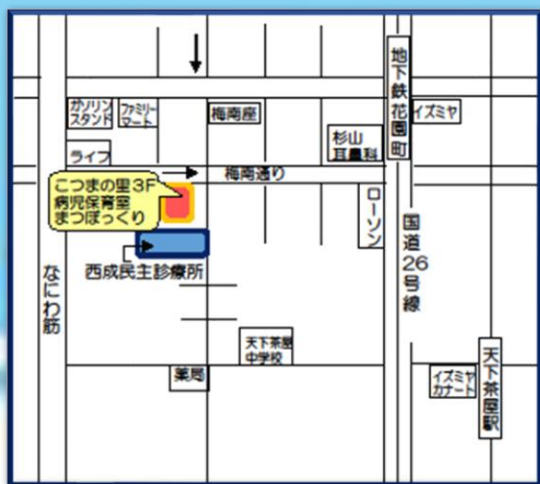 地下鉄花園町
ガソリン
スタンド
ファミリー
マート
梅南座
イズミヤ
杉山
耳鼻科
ライフ
梅南通り
こつまの里3F
病児保育室
まつぼっくり
ローソン
国道26号線
西成民主診療所
なにわ筋
天下茶屋
中学校
薬局
イズミヤ
カナート
天下茶屋駅